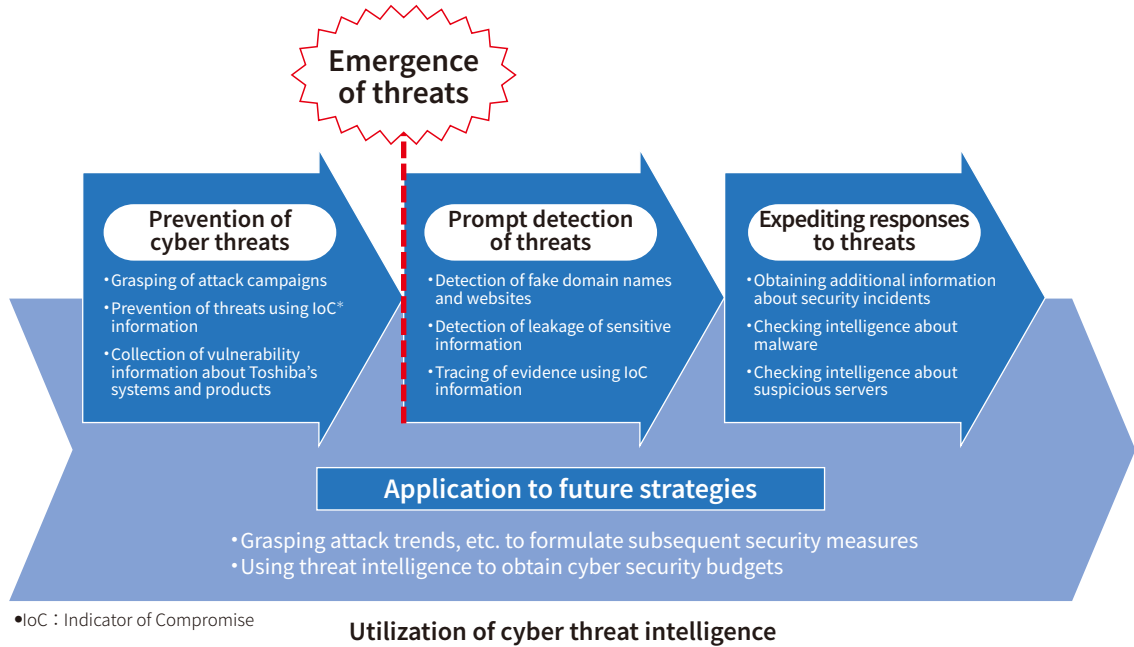 Emergence
of threats
Prevention of
cyber threats
•Grasping of attack campaigns
•Prevention of threats using IoC*
information
•Collection of vulnerability
information about Toshiba's
systems and products
Prompt detection
of threats
•Detection of fake domain names
and websites
•Detection of leakage of sensitive
information
•Tracing of evidence using IoC
information
Expediting responses
to threats
•Obtaining additional information
about security incidents
•Checking intelligence about
malware
•Checking intelligence about
suspicious servers
Application to future strategies
•Grasping attack trends, etc. to formulate subsequent security measures
•Using threat intelligence to obtain cyber security budgets
•IoC：Indicator of Compromise
Utilization of cyber threat intelligence